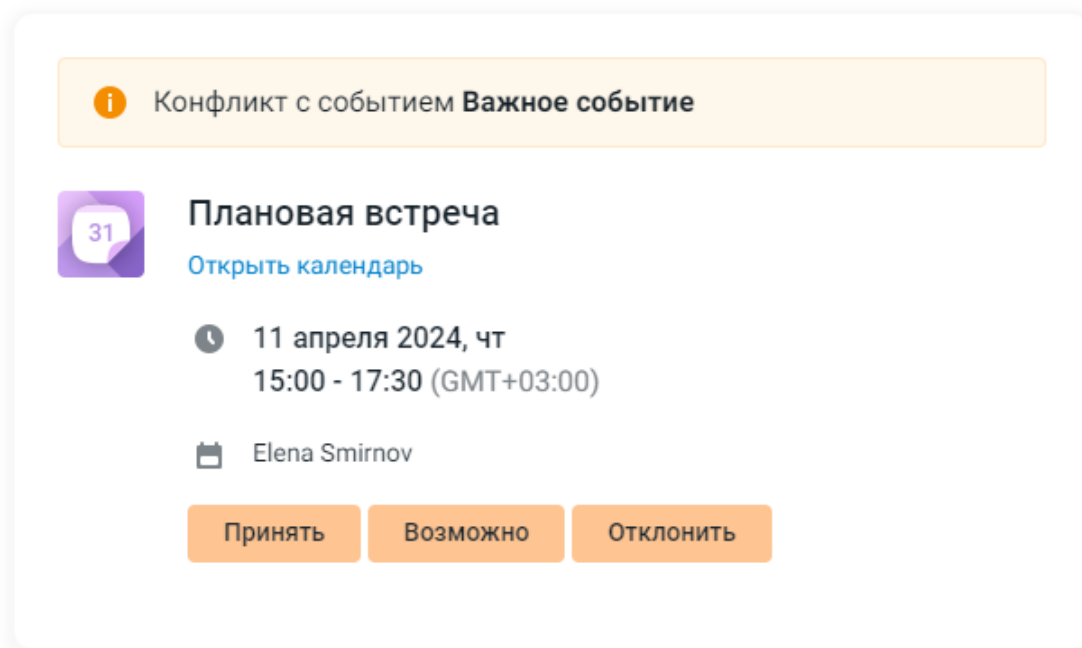 Конфликт с событием Важное событие
31
Плановая встреча
Открыть календарь
11 апреля 2024, чт
15:00 - 17:30 (GMT+03:00)
Elena Smirnov
Принять Возможно Отклонить